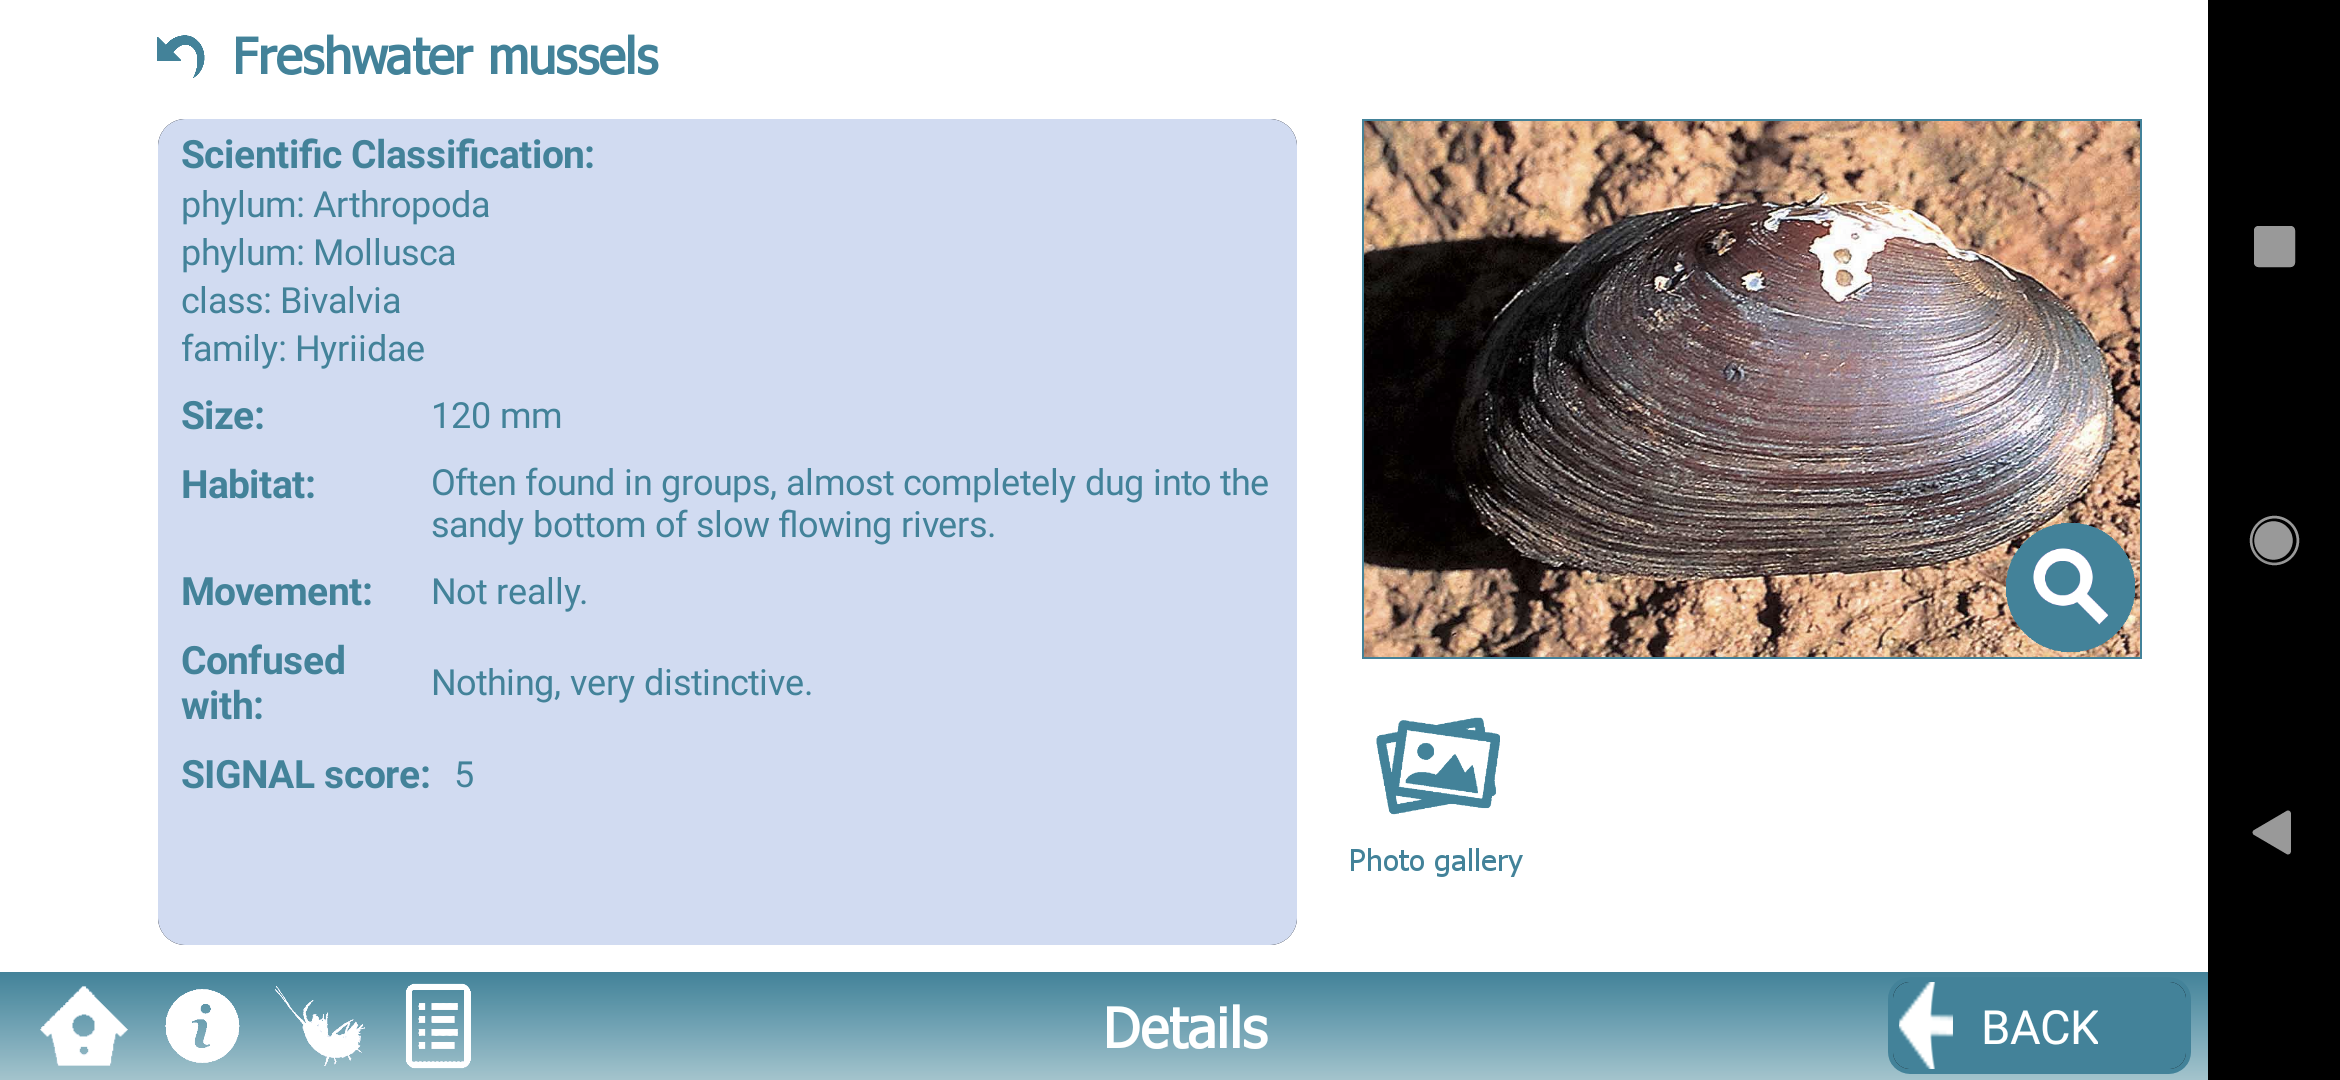 Freshwater mussels
Scientific Classification:
phylum: Arthropoda
phylum: Mollusca
class: Bivalvia
family: Hyriidae
Size: 120 mm
Habitat: Often found in groups, almost completely dug into the
sandy bottom of slow flowing rivers.
Movement: Not really.
Confused
with: Nothing, very distinctive.
SIGNAL score: 5
Photo gallery
Details
BACK